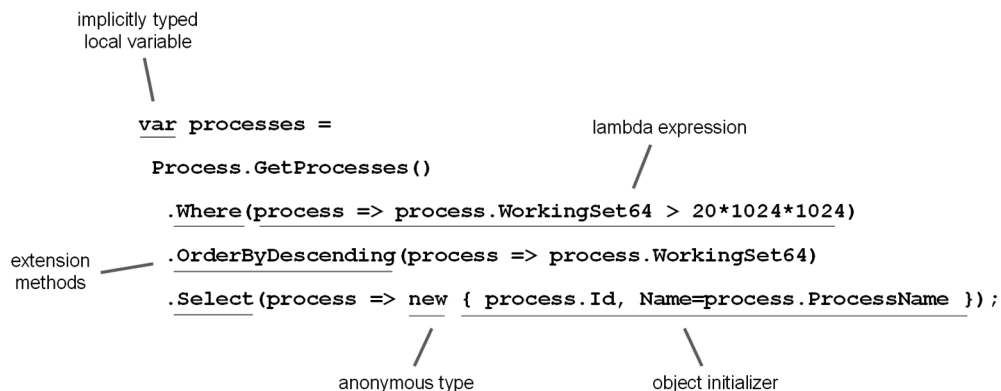 implicitly typed
local variable
var processes =
lambda expression
Process.GetProcesses()
.Where(process => process.WorkingSet64 > 20*1024*1024)
.OrderByDescending(process => process.WorkingSet64)
extension
methods
.Select(process => new { process.Id, Name=process.ProcessName });
anonymous type
object initializer